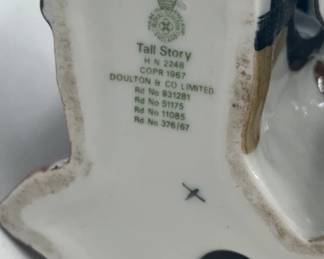 Tall Story
H N 2248
COPR 1967
DOULTON & CO LIMITED
Rd No 931281
Rd No 51175
Rd No 11085
Rd No 376/67